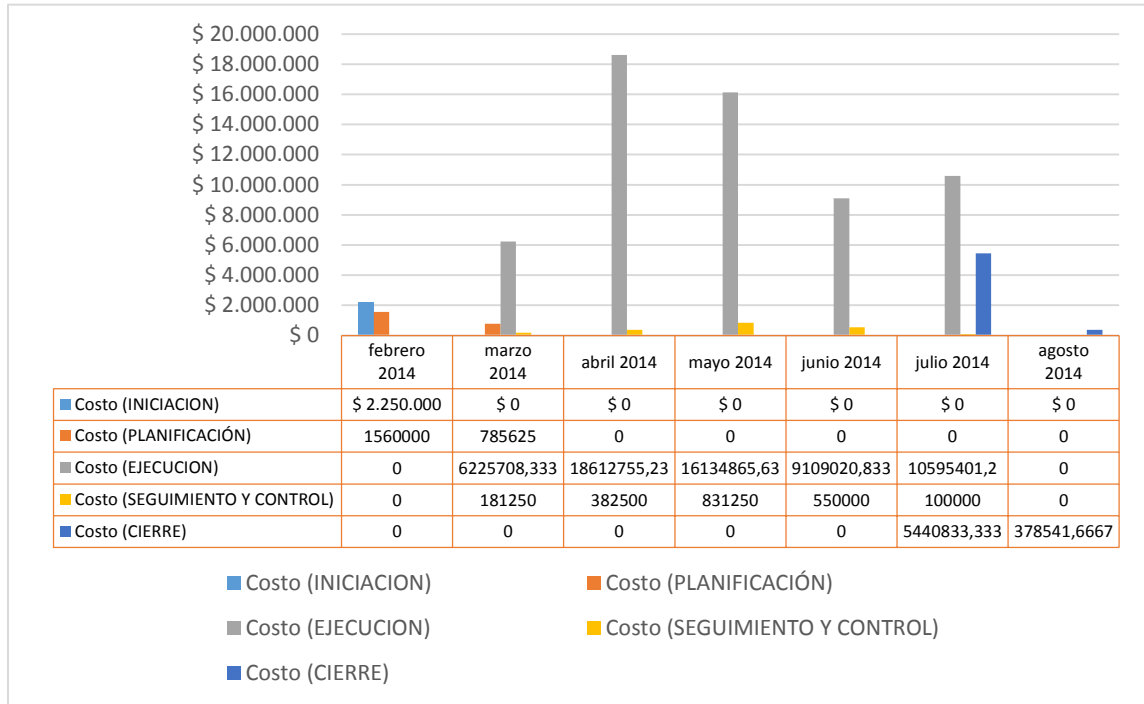 $ 20.000.000
$ 18.000.000
$ 16.000.000
$ 14.000.000
$ 12.000.000
$ 10.000.000
$ 8.000.000
$ 6.000.000
$ 4.000.000
$ 2.000.000
$ 0
febrero 2014 marzo 2014 abril 2014 mayo 2014 junio 2014 julio 2014 agosto 2014
Costo (INICIACION) $ 2.250.000 $ 0 $ 0 $ 0 $ 0 $ 0 $ 0
Costo (PLANIFICACIÓN) 1560000 785625 0 0 0 0 0
Costo (EJECUCION) 0 6225708,333 18612755,23 16134865,63 9109020,833 10595401,2 0
Costo (SEGUIMIENTO Y CONTROL) 0 181250 382500 831250 550000 100000 0
Costo (CIERRE) 0 0 0 0 0 5440833,333 378541,6667
Costo (INICIACION) Costo (PLANIFICACIÓN)
Costo (EJECUCION) Costo (SEGUIMIENTO Y CONTROL)
Costo (CIERRE)